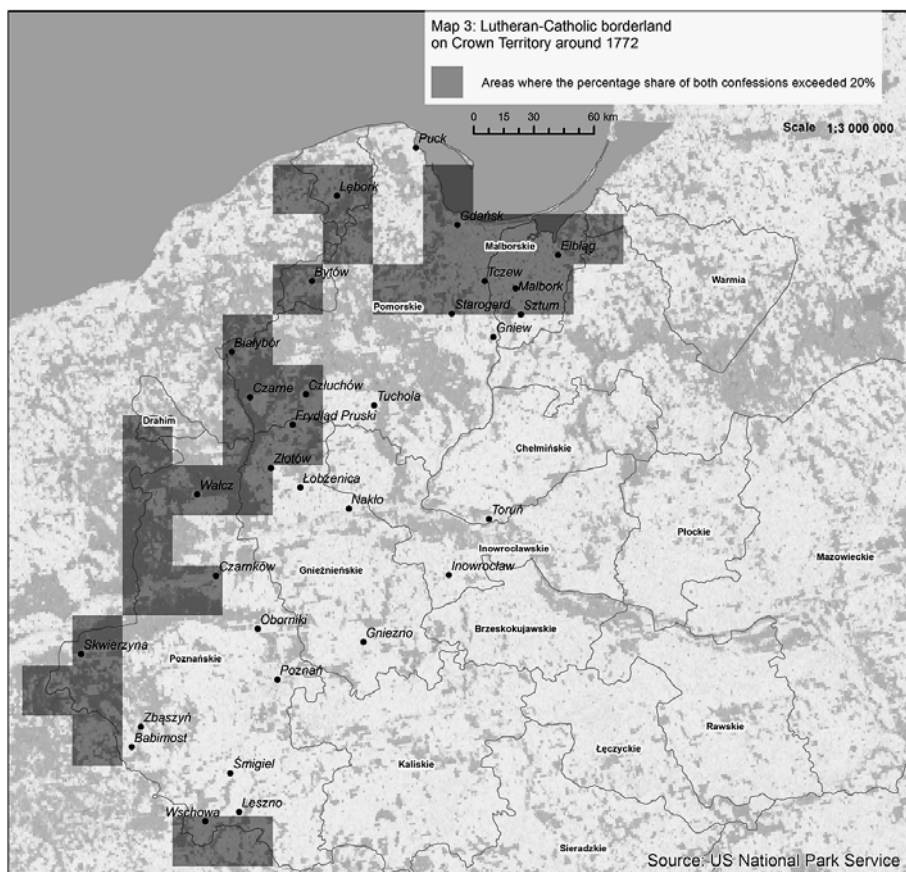 Map 3: Lutheran-Catholic borderland
on Crown Territory around 1772
Areas where the percentage share of both confessions exceeded 20%
0 15 30 60 km
Scale 1:3 000 000
Puck
Lębork
Gdańsk
Malborskie
Elbląg
Bytów
Tczew
Malbork
Warmia
Pomorskie
Starogard
Sztum
Gniew
Białybór
Czarne
Człuchów
Tuchola
Drahim
Frydląd Pruski
Chełmińskie
Złotów
Łobżenica
Wałcz
Nakło
Toruń
Płockie
Inowrocławskie
Mazowieckie
Gnieźnieńskie
Czarnków
Inowrocław
Brzeskokujawskie
Oborniki
Gniezno
Skwierzyna
Poznańskie
Poznań
Zbąszyń
Rawskie
Babimost
Łęczyckie
Kaliskie
Śmigiel
Leszno
Wschowa
Sieradzkie
Source: US National Park Service